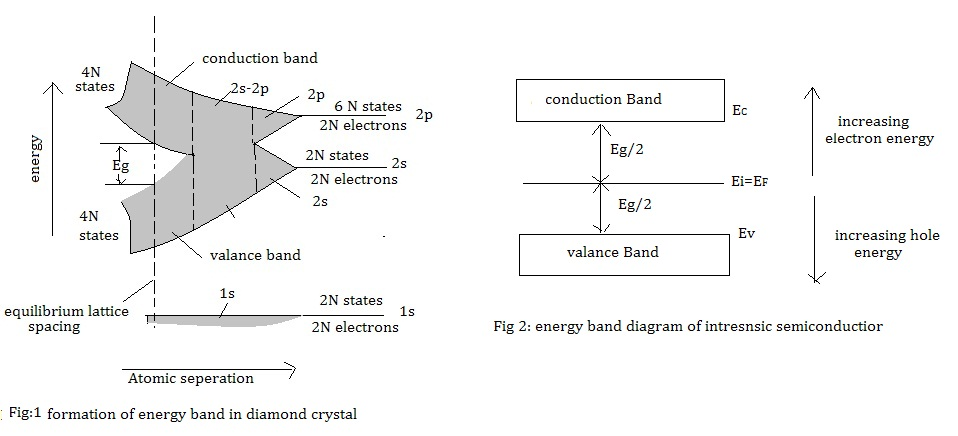 conduction band
4N
states
2s-2p
2p
6 N states
2p
2N electrons
energy
Eg
2N states
2s
2N electrons
2s
4N
states
valance band
equilibrium lattice
spacing
1s
2N states
1s
2N electrons
Atomic seperation
Fig:1 formation of energy band in diamond crystal
conduction Band
Ec
Eg/2
increasing
electron energy
Ei=EF
Eg/2
Ev
valance Band
increasing hole
energy
Fig 2: energy band diagram of intresnsic semiconductior